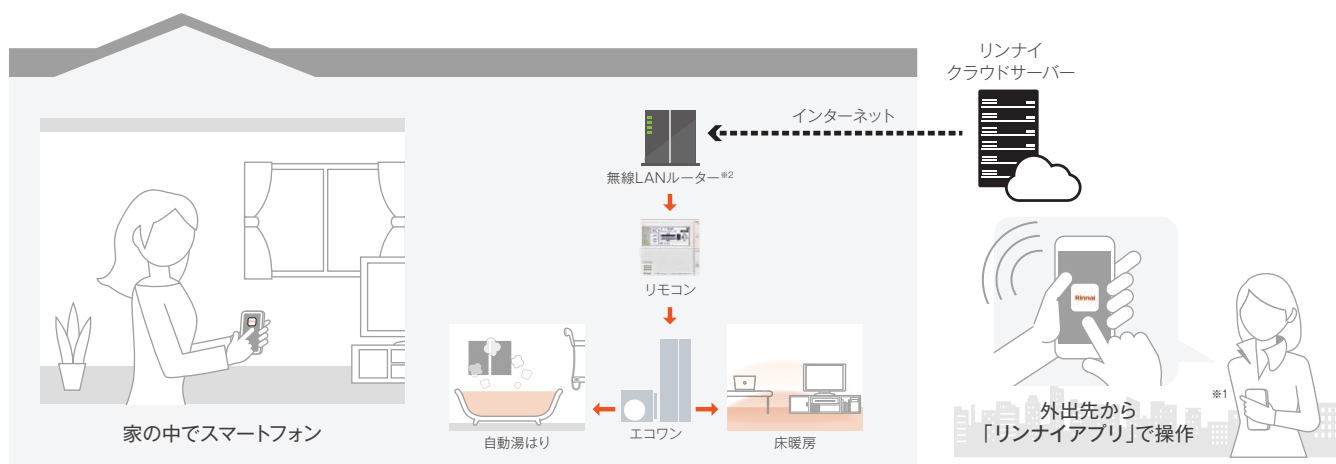 リンナイ
クラウドサーバー
インターネット
無線LANルーター※2
リモコン
Rinnai
※1
自動湯はり
エコワン
床暖房
家の中でスマートフォン
外出先から
「リンナイアプリ」で操作